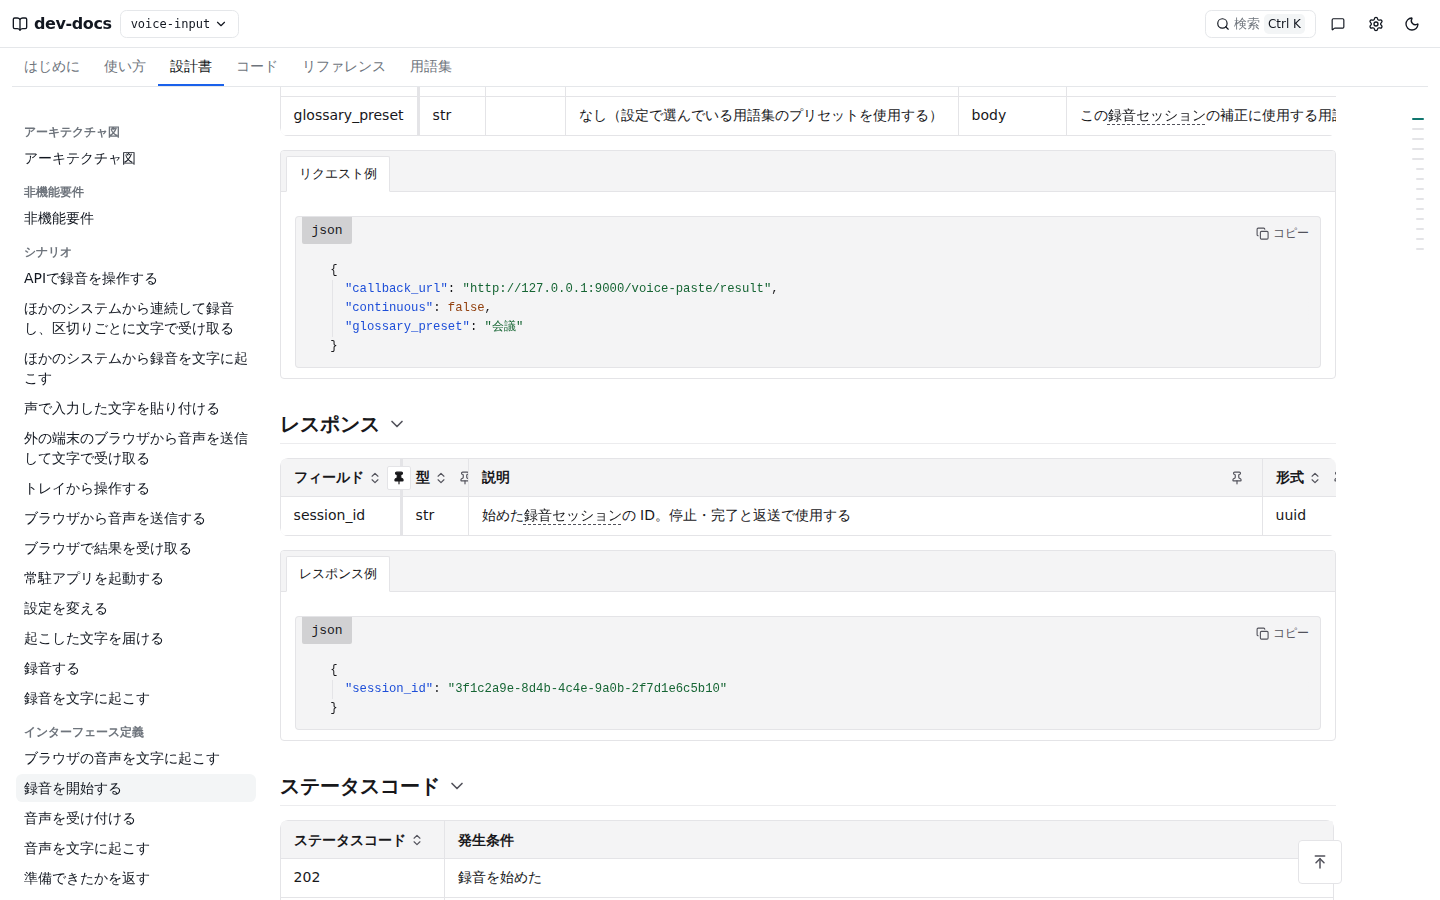 dev-docs voice-input 検索 Ctrl K
はじめに 使い方 設計書 コード リファレンス 用語集
アーキテクチャ図
アーキテクチャ図
非機能要件
非機能要件
シナリオ
APIで録音を操作する
ほかのシステムから連続して録音
し、区切りごとに文字で受け取る
ほかのシステムから録音を文字に起
こす
声で入力した文字を貼り付ける
外の端末のブラウザから音声を送信
して文字で受け取る
トレイから操作する
ブラウザから音声を送信する
ブラウザで結果を受け取る
常駐アプリを起動する
設定を変える
起こした文字を届ける
録音する
録音を文字に起こす
インターフェース定義
ブラウザの音声を文字に起こす
録音を開始する
音声を受け付ける
音声を文字に起こす
準備できたかを返す
glossary_preset str なし（設定で選んでいる用語集のプリセットを使用する） body この録音セッションの補正に使用する用
リクエスト例
json コピー
{
"callback_url": "http://127.0.0.1:9000/voice-paste/result",
"continuous": false,
"glossary_preset": "会議"
}
レスポンス
フィールド 型 説明 形式
session_id str 始めた録音セッションの ID。停止・完了と返送で使用する uuid
レスポンス例
json コピー
{
"session_id": "3f1c2a9e-8d4b-4c4e-9a0b-2f7d1e6c5b10"
}
ステータスコード
ステータスコード 発生条件
202 録音を始めた